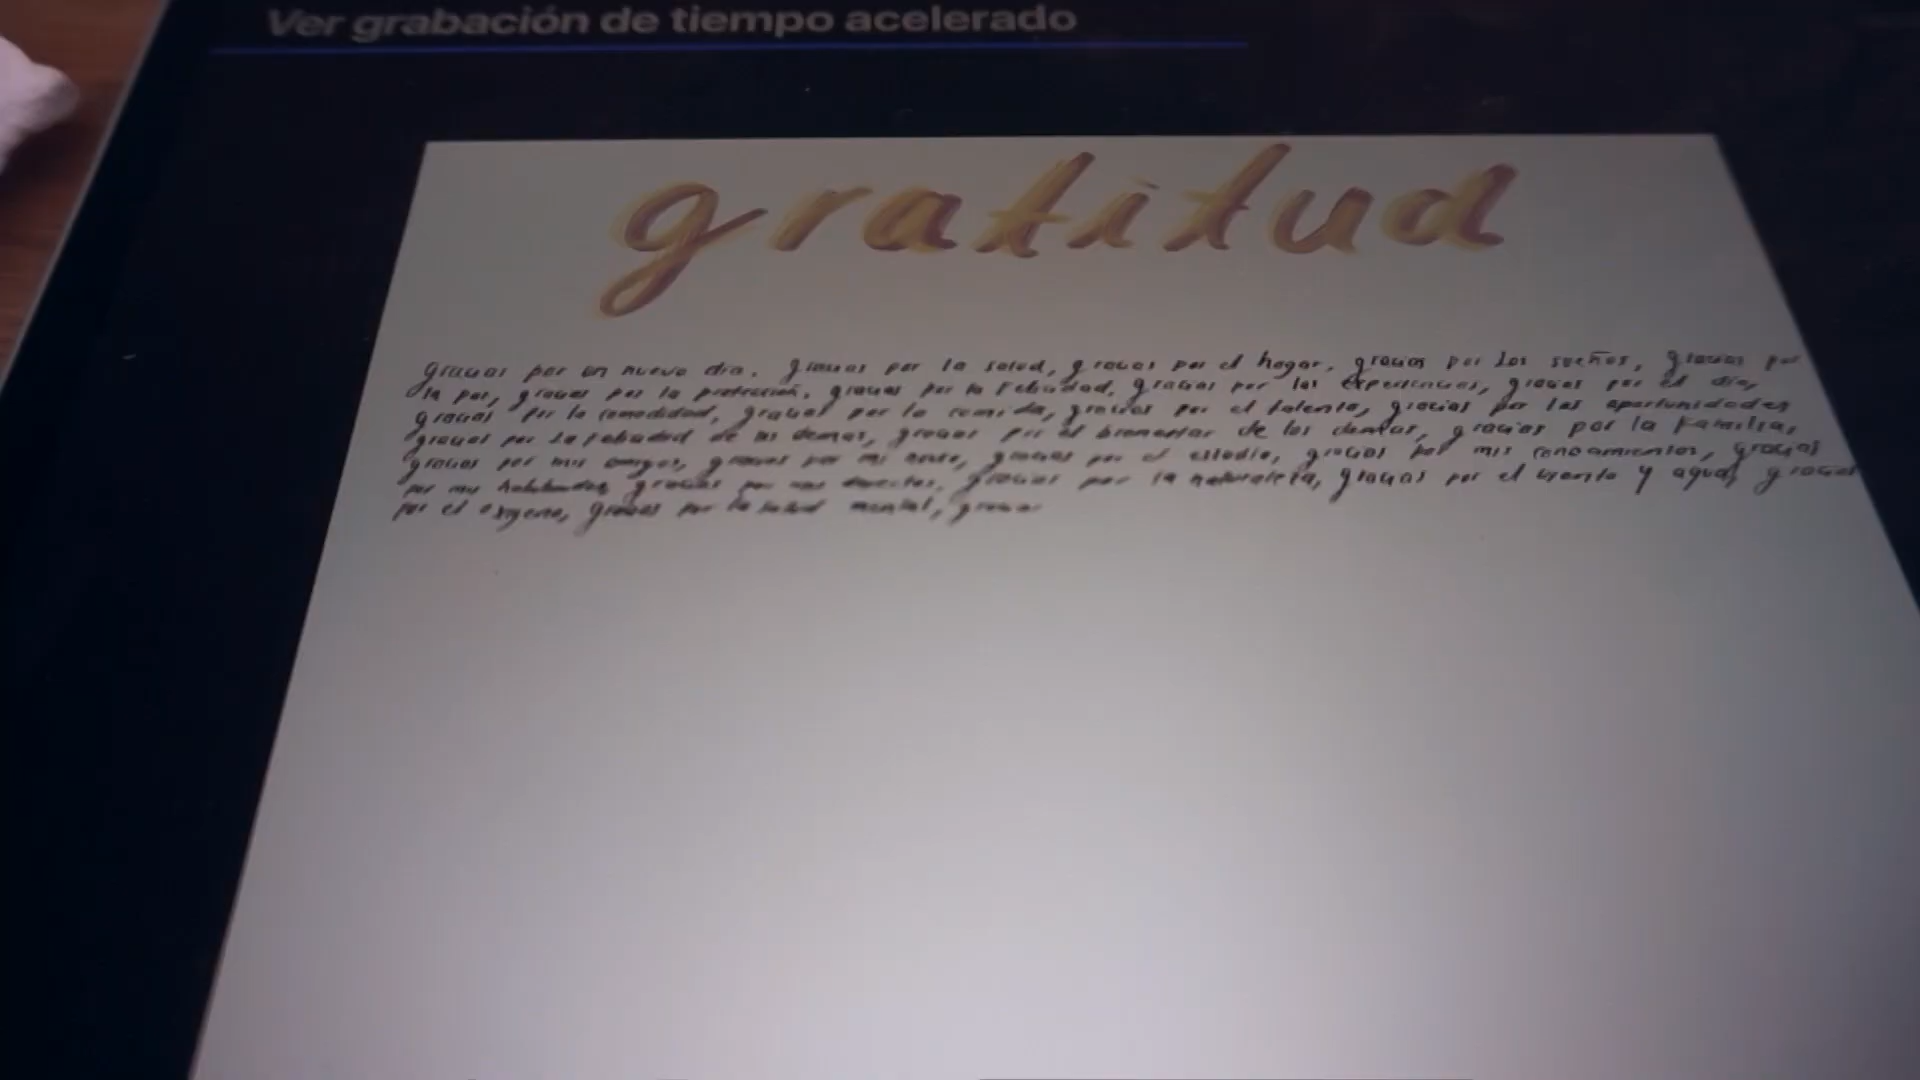 Ver grabación de tiempo acelerado
gratitud
gracias por un nuevo día. gracias por la salud, gracias por el hogar, gracias por los sueños, gracias por
la paz, gracias por la protección, gracias por la felicidad, gracias por las experiencias, gracias por el día,
gracias por la comodidad, gracias por la comida, gracias por el talento, gracias por las oportunidades
gracias por la felicidad de los demas, gracias por el bienestar de los demas, gracias por la familia,
gracias por mis amigos, gracias por mi, gracias por el estudio, gracias por mis conocimientos, gracias
por mis habilidades, gracias por mis, gracias por la naturaleza, gracias por el viento y agua, gracias
por el oxigeno, gracias por la salud mental, gracias